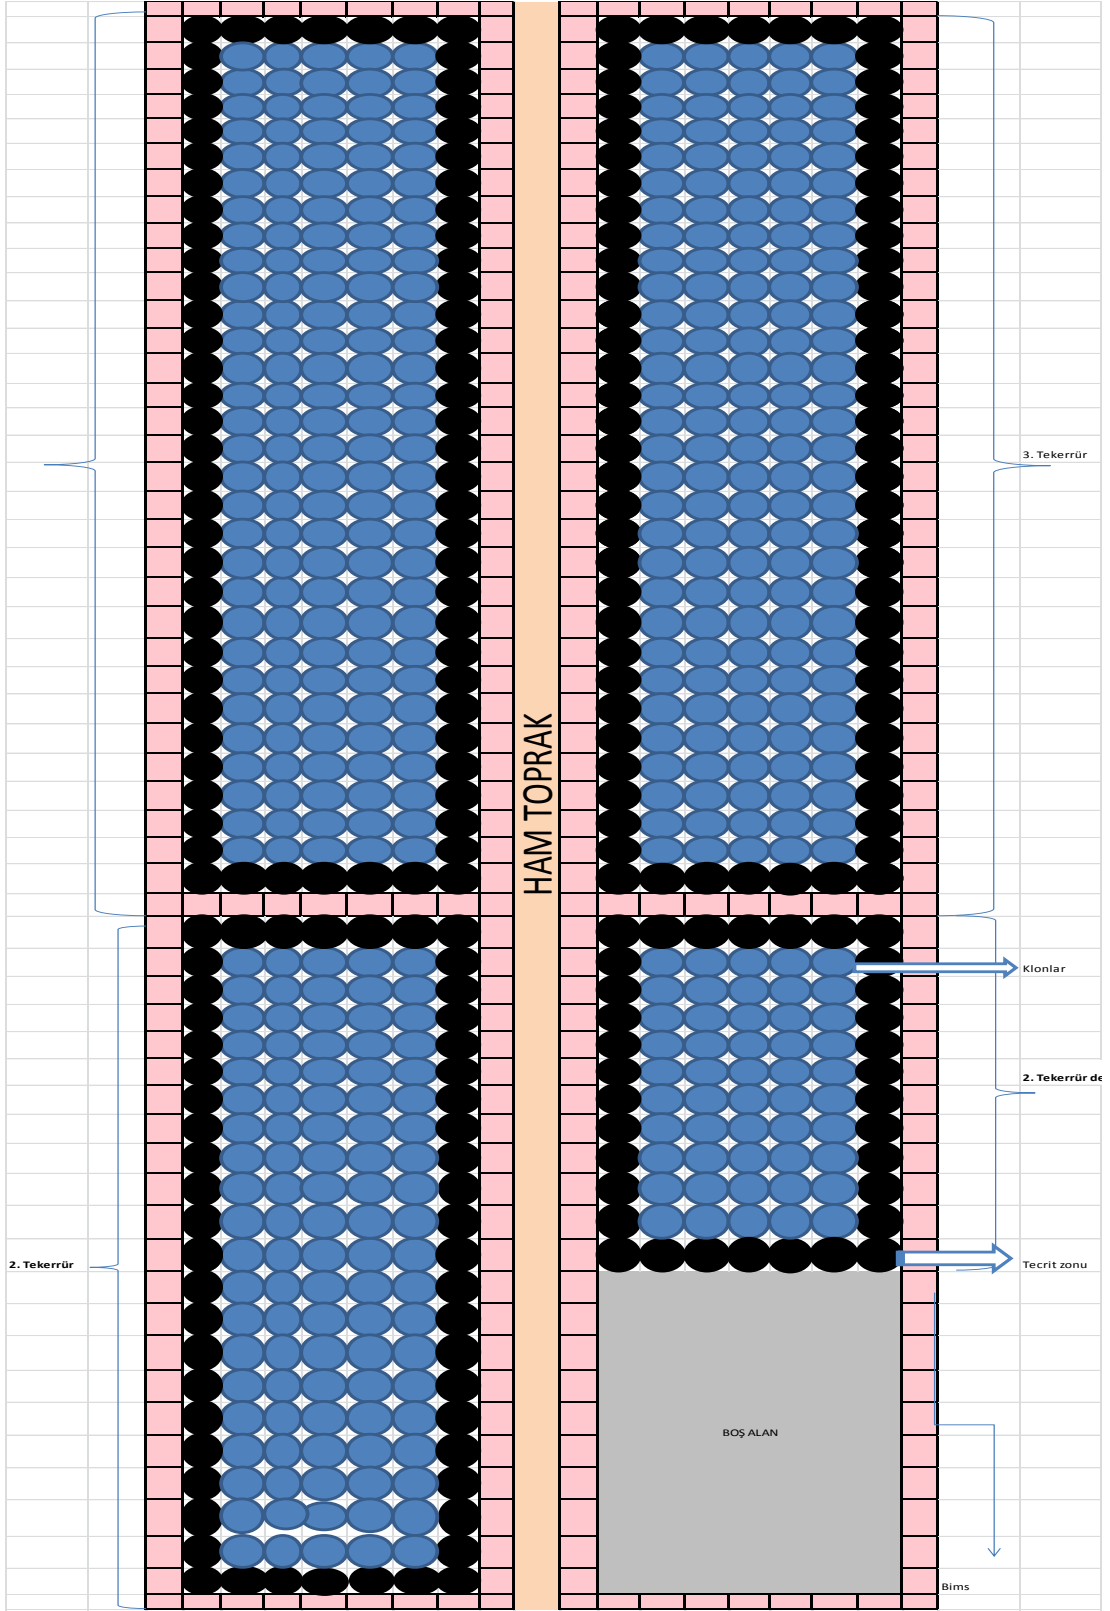 3. Tekerrür
HAM TOPRAK
Klonlar
2. Tekerrür de
2. Tekerrür
Tecrit zonu
BOŞ ALAN
Bims